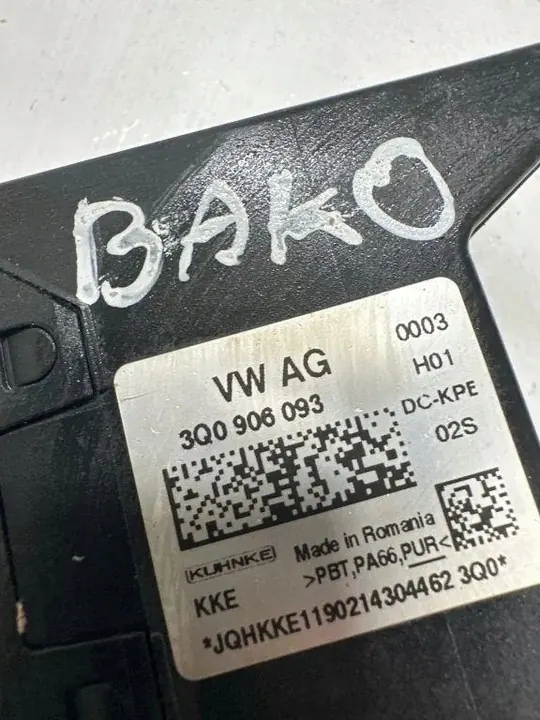 BAKO
VW AG
0003
3Q0 906 093
H01
DC-KPE
02S
KUHNKE
Made in Romania
>PBT,PA66,PUR<
KKE
*JQHKKE1190214304462 3Q0*